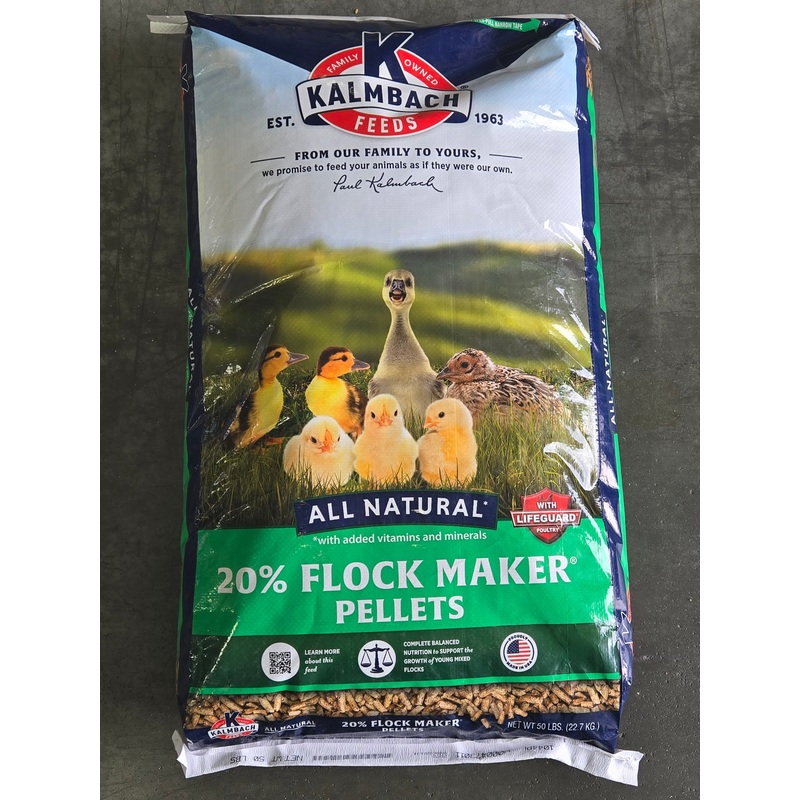 K
FAMILY OWNED
KALMBACH®
FEEDS
EST. 1963
FROM OUR FAMILY TO YOURS,
we promise to feed your animals as if they were our own.
Paul Kalmbach
ALL NATURAL
ALL NATURAL
ALL NATURAL*
*with added vitamins and minerals
WITH
LIFEGUARD
POULTRY
20% FLOCK MAKER®
PELLETS
LEARN MORE
about this
feed
COMPLETE BALANCED
NUTRITION to SUPPORT the
GROWTH of YOUNG MIXED
FLOCKS
PROUDLY
MADE IN USA
K
KALMBACH
FEEDS
ALL NATURAL
20% FLOCK MAKER
PELLETS
NET WT 50 LBS. (22.7 KG.)
NET WT 50 LBS